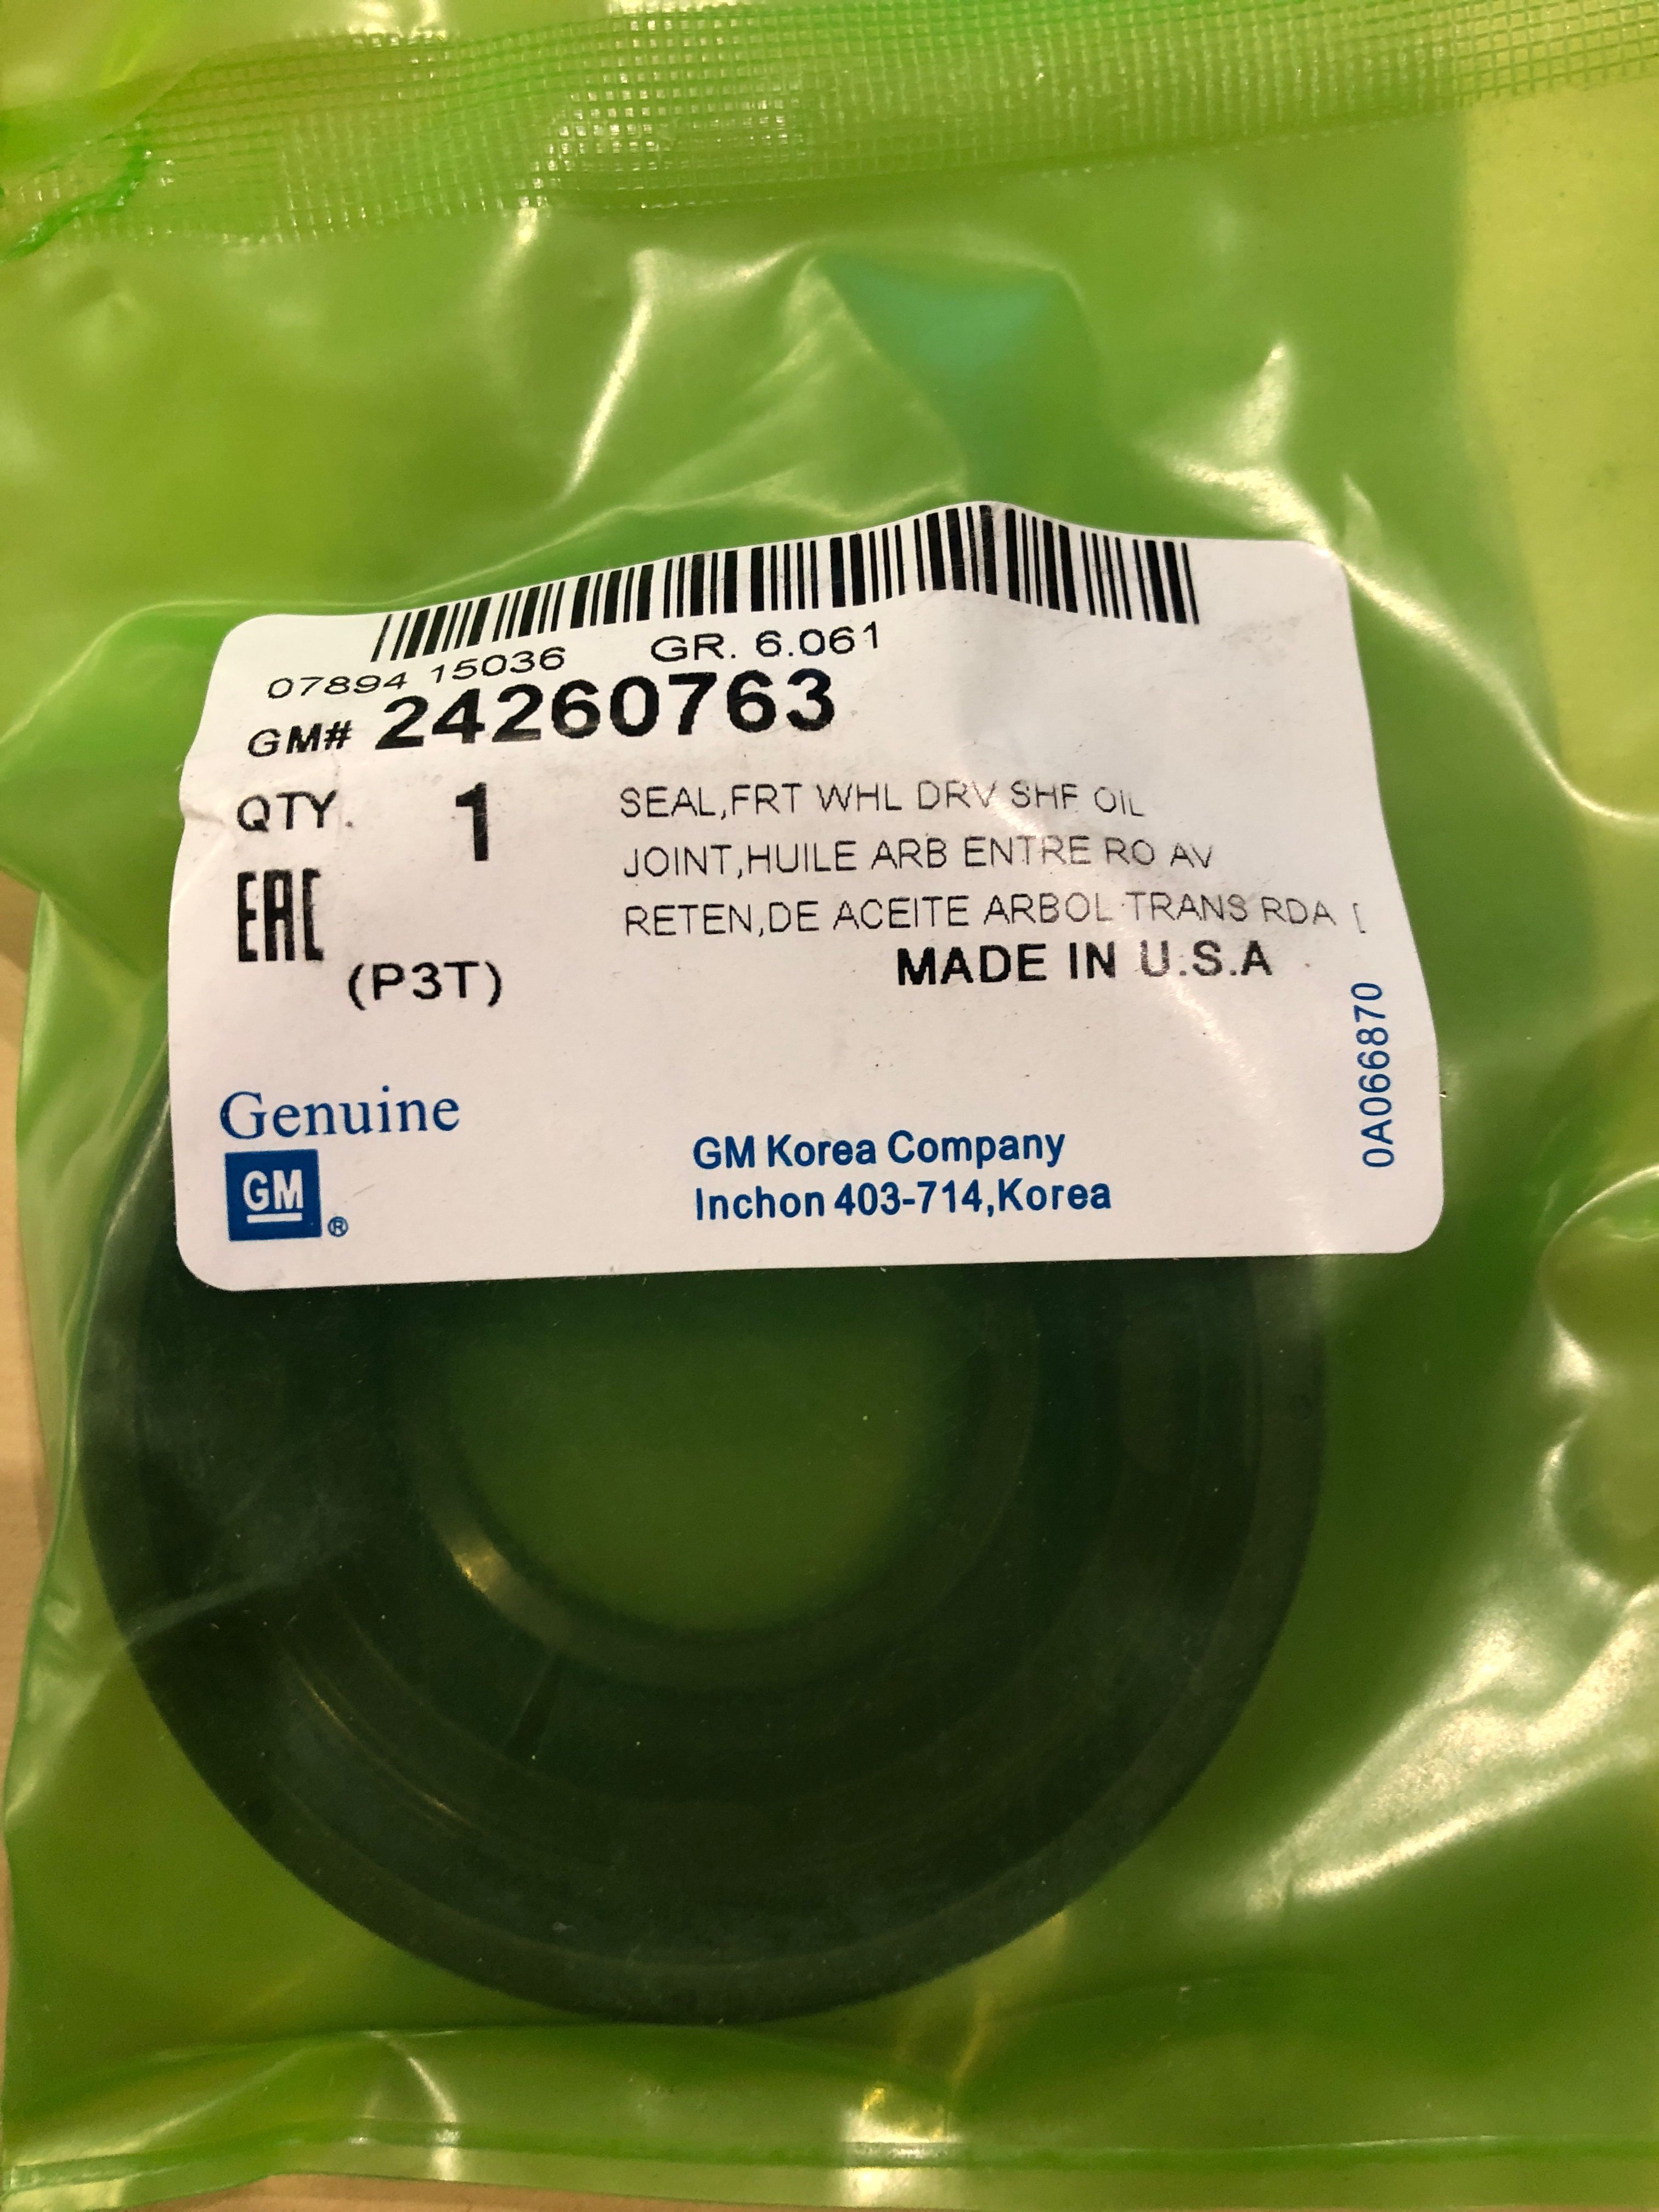 07894 15036 GR. 6.061
GM# 24260763
QTY. 1
SEAL,FRT WHL DRV SHF OIL
JOINT,HUILE ARB ENTRE RO AV
RETEN,DE ACEITE ARBOL TRANS RDA
EAC
(P3T)
MADE IN U.S.A
0A066870
Genuine
GM ®
GM Korea Company
Inchon 403-714,Korea